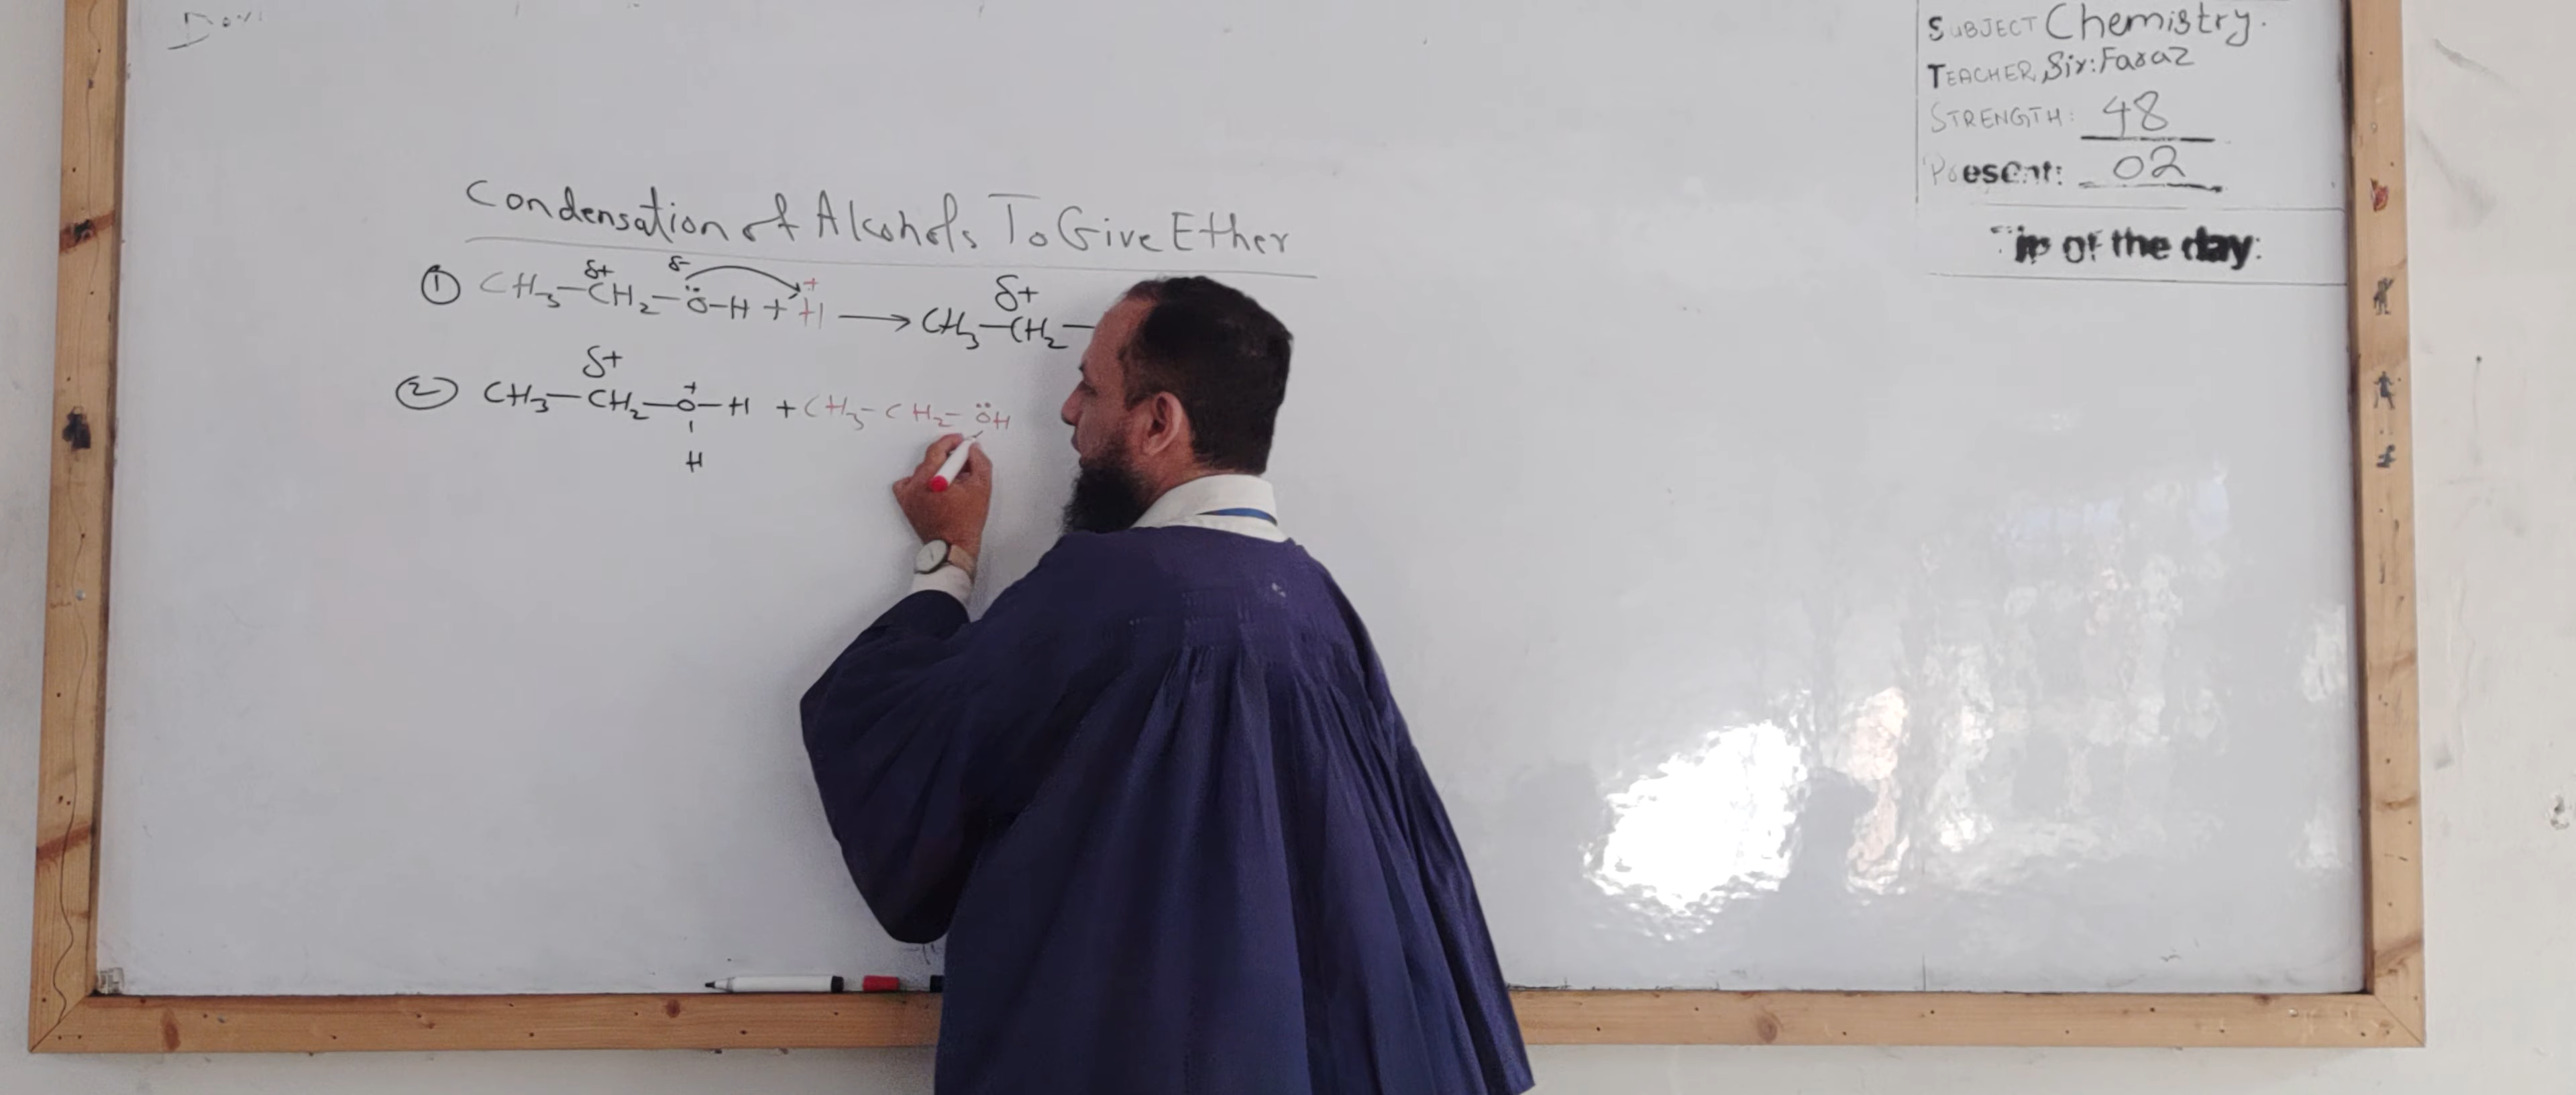 SUBJECT Chemistry.
TEACHER Sir: Faraz
STRENGTH: 48
Present: 02
of the day:
Condensation of Alcohols To Give Ether
① CH₃–CH₂–Ö–H + H⁺ → CH₃–CH₂–
δ+ δ- δ+
② CH₃–CH₂–O⁺–H + CH₃–CH₂–ÖH
δ+
H